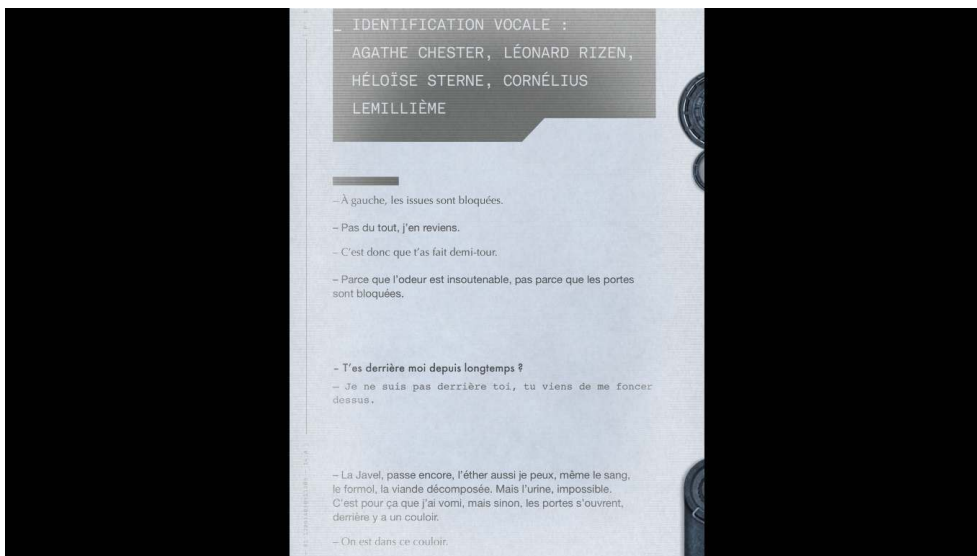 _ IDENTIFICATION VOCALE :
AGATHE CHESTER, LÉONARD RIZEN,
HÉLOÏSE STERNE, CORNÉLIUS
LEMILLIÈME
– À gauche, les issues sont bloquées.
– Pas du tout, j'en reviens.
– C'est donc que t'as fait demi-tour.
– Parce que l'odeur est insoutenable, pas parce que les portes
sont bloquées.
– T'es derrière moi depuis longtemps ?
– Je ne suis pas derrière toi, tu viens de me foncer
dessus.
– La Javel, passe encore, l'éther aussi je peux, même le sang,
le formol, la viande décomposée. Mais l'urine, impossible.
C'est pour ça que j'ai vomi, mais sinon, les portes s'ouvrent,
derrière y a un couloir.
– On est dans ce couloir.